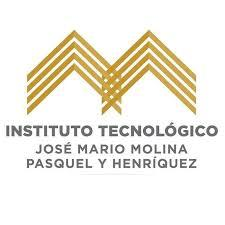 INSTITUTO TECNOLÓGICO
JOSÉ MARIO MOLINA
PASQUEL Y HENRÍQUEZ